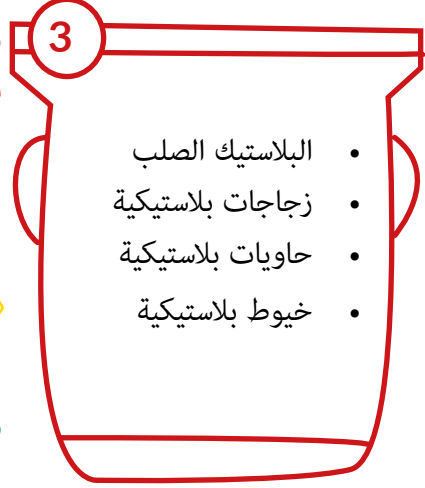 3
• البلاستيك الصلب
• زجاجات بلاستيكية
• حاويات بلاستيكية
• خيوط بلاستيكية